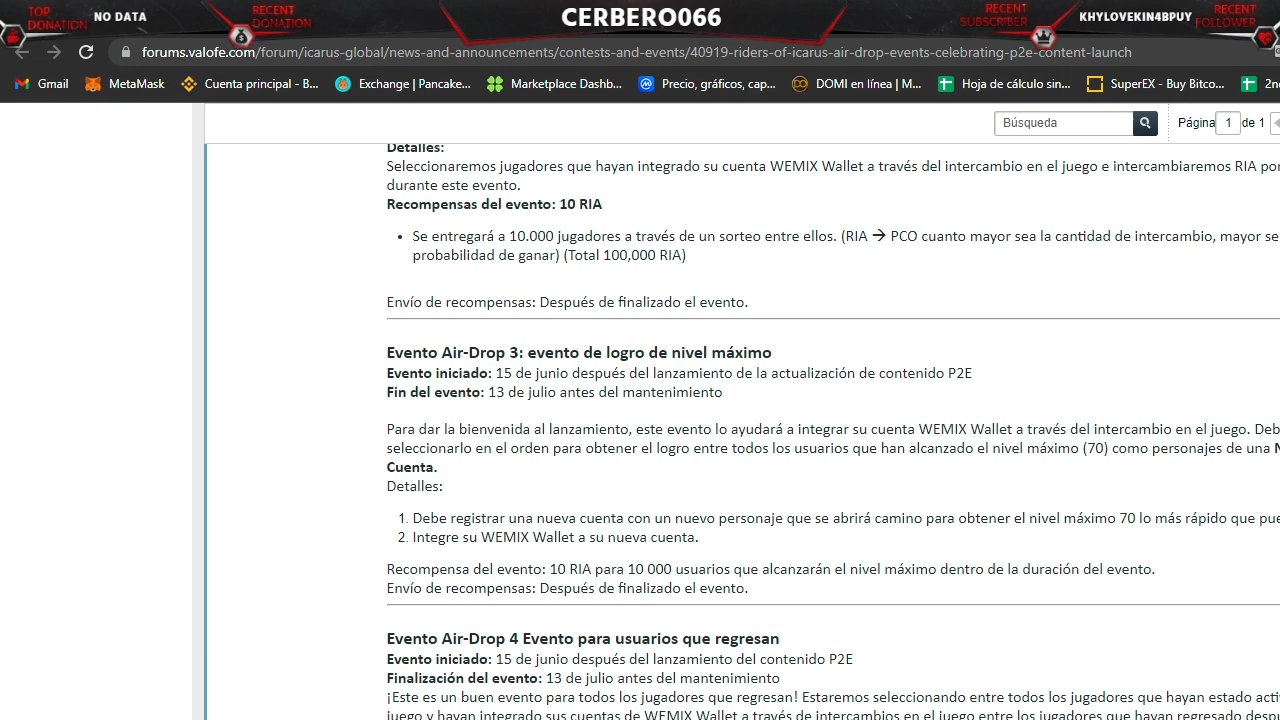 TOP DONATION NO DATA RECENT DONATION CERBERO066 RECENT SUBSCRIBER KHYLOVEKIN4BPUY RECENT FOLLOWER
forums.valofe.com/forum/icarus-global/news-and-announcements/contests-and-events/40919-riders-of-icarus-air-drop-events-celebrating-p2e-content-launch
Gmail MetaMask Cuenta principal - B... Exchange | Pancake... Marketplace Dashb... Precio, gráficos, cap... DOMI en línea | M... Hoja de cálculo sin... SuperEX - Buy Bitco...
Búsqueda Página 1 de 1
Detalles:
Seleccionaremos jugadores que hayan integrado su cuenta WEMIX Wallet a través del intercambio en el juego e intercambiaremos RIA por
durante este evento.
Recompensas del evento: 10 RIA
• Se entregará a 10.000 jugadores a través de un sorteo entre ellos. (RIA → PCO cuanto mayor sea la cantidad de intercambio, mayor se
probabilidad de ganar) (Total 100,000 RIA)
Envío de recompensas: Después de finalizado el evento.
Evento Air-Drop 3: evento de logro de nivel máximo
Evento iniciado: 15 de junio después del lanzamiento de la actualización de contenido P2E
Fin del evento: 13 de julio antes del mantenimiento
Para dar la bienvenida al lanzamiento, este evento lo ayudará a integrar su cuenta WEMIX Wallet a través del intercambio en el juego. Deb
seleccionarlo en el orden para obtener el logro entre todos los usuarios que han alcanzado el nivel máximo (70) como personajes de una N
Cuenta.
Detalles:
1. Debe registrar una nueva cuenta con un nuevo personaje que se abrirá camino para obtener el nivel máximo 70 lo más rápido que pue
2. Integre su WEMIX Wallet a su nueva cuenta.
Recompensa del evento: 10 RIA para 10 000 usuarios que alcanzarán el nivel máximo dentro de la duración del evento.
Envío de recompensas: Después de finalizado el evento.
Evento Air-Drop 4 Evento para usuarios que regresan
Evento iniciado: 15 de junio después del lanzamiento del contenido P2E
Finalización del evento: 13 de julio antes del mantenimiento
¡Este es un buen evento para todos los jugadores que regresan! Estaremos seleccionando entre todos los jugadores que hayan estado acti
juego y hayan integrado sus cuentas de WEMIX Wallet a través de intercambios en el juego entre los jugadores que hayan regresado desd